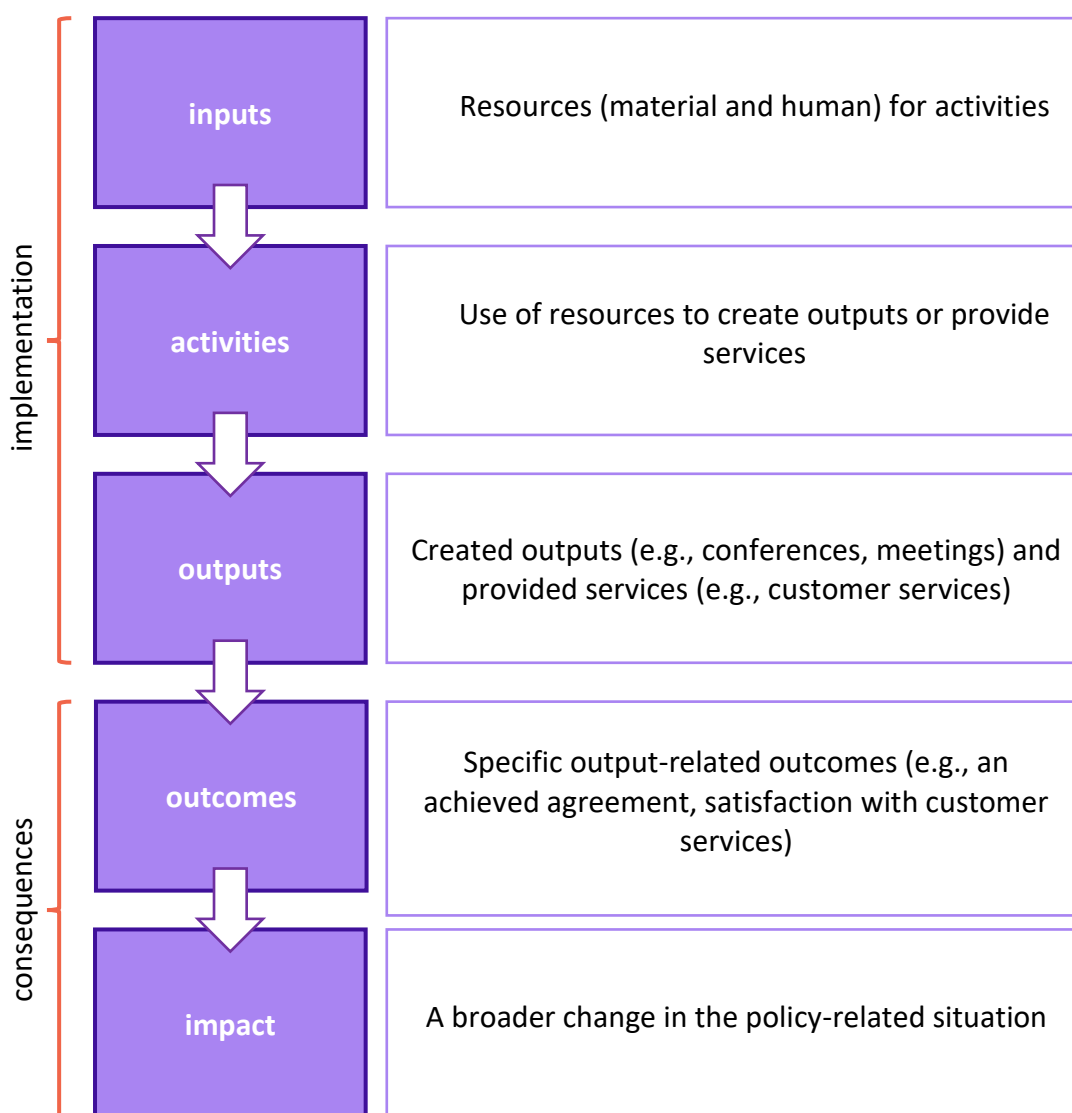 implementation
inputs
Resources (material and human) for activities
activities
Use of resources to create outputs or provide
services
outputs
Created outputs (e.g., conferences, meetings) and
provided services (e.g., customer services)
consequences
outcomes
Specific output-related outcomes (e.g., an
achieved agreement, satisfaction with customer
services)
impact
A broader change in the policy-related situation